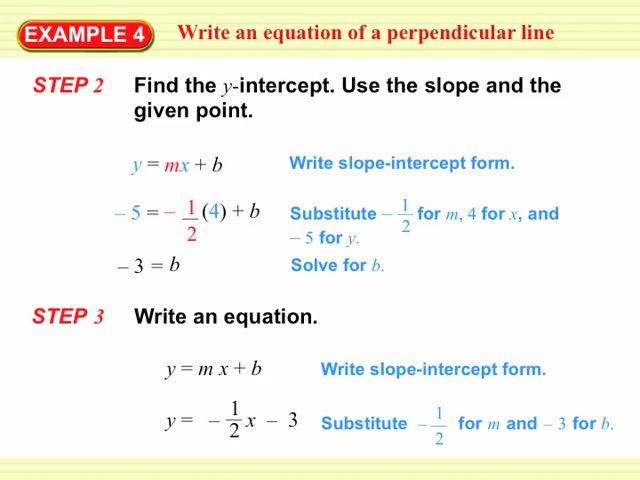 EXAMPLE 4 Write an equation of a perpendicular line
STEP 2 Find the y-intercept. Use the slope and the
given point.
y = mx + b Write slope-intercept form.
– 5 = – 1/2 (4) + b Substitute – 1/2 for m, 4 for x, and
– 5 for y.
– 3 = b Solve for b.
STEP 3 Write an equation.
y = m x + b Write slope-intercept form.
y = – 1/2 x – 3 Substitute – 1/2 for m and – 3 for b.